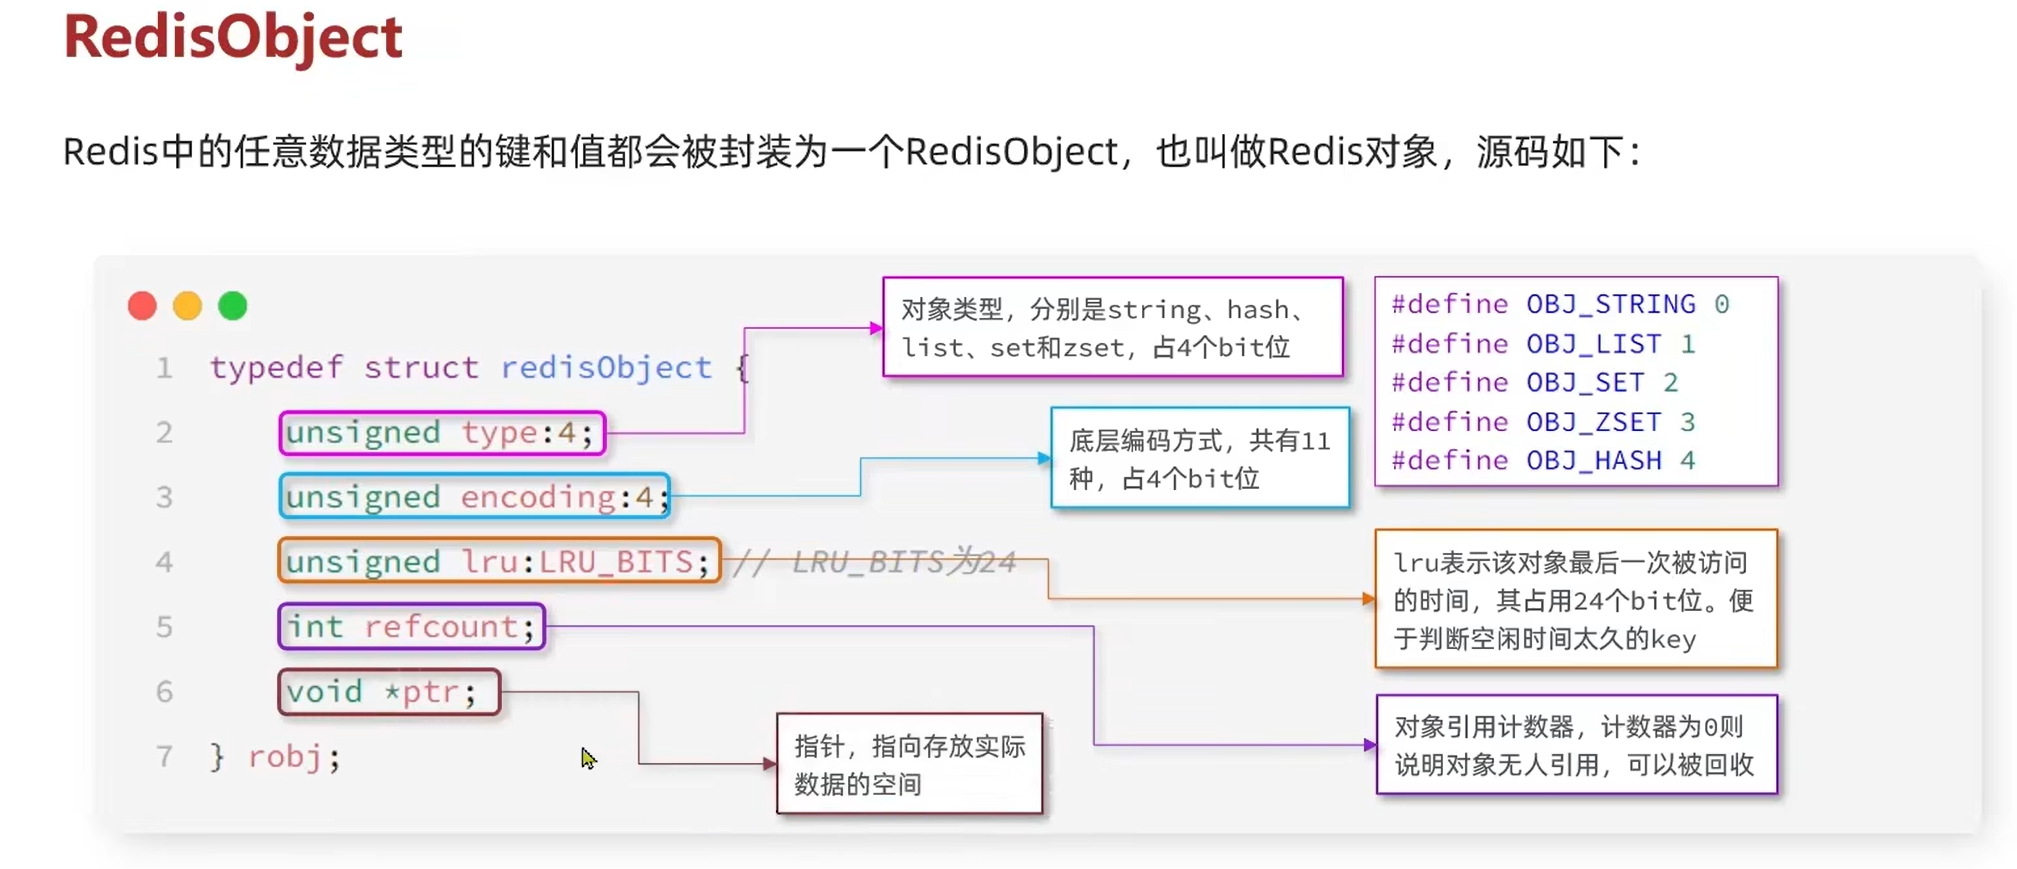 RedisObject
Redis中的任意数据类型的键和值都会被封装为一个RedisObject，也叫做Redis对象，源码如下：
1 typedef struct redisObject {
2 unsigned type:4;
3 unsigned encoding:4;
4 unsigned lru:LRU_BITS; // LRU_BITS为24
5 int refcount;
6 void *ptr;
7 } robj;
对象类型，分别是string、hash、
list、set和zset，占4个bit位
#define OBJ_STRING 0
#define OBJ_LIST 1
#define OBJ_SET 2
#define OBJ_ZSET 3
#define OBJ_HASH 4
底层编码方式，共有11
种，占4个bit位
lru表示该对象最后一次被访问
的时间，其占用24个bit位。便
于判断空闲时间太久的key
对象引用计数器，计数器为0则
说明对象无人引用，可以被回收
指针，指向存放实际
数据的空间